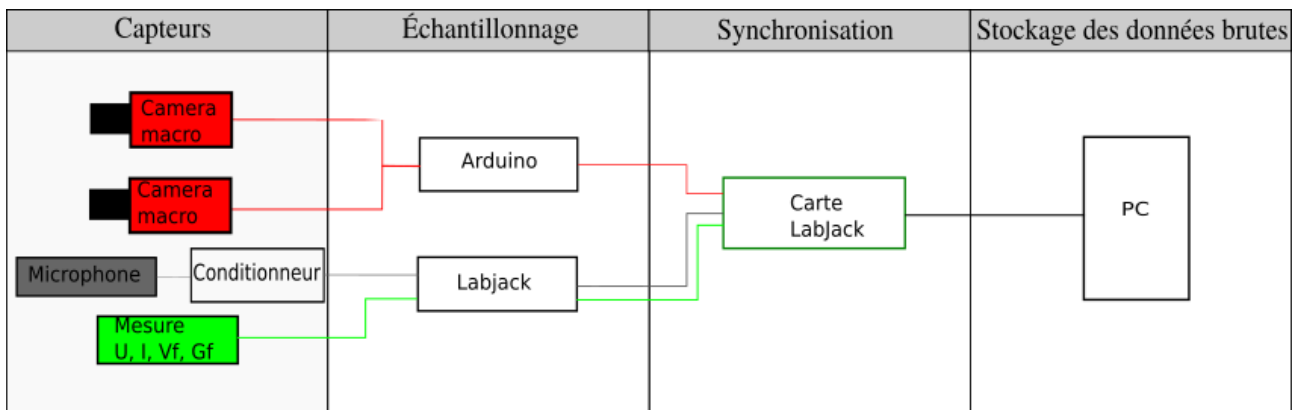 Capteurs
Échantillonnage
Synchronisation
Stockage des données brutes
Camera
macro
Camera
macro
Microphone
Conditionneur
Mesure
U, I, Vf, Gf
Arduino
Labjack
Carte
LabJack
PC